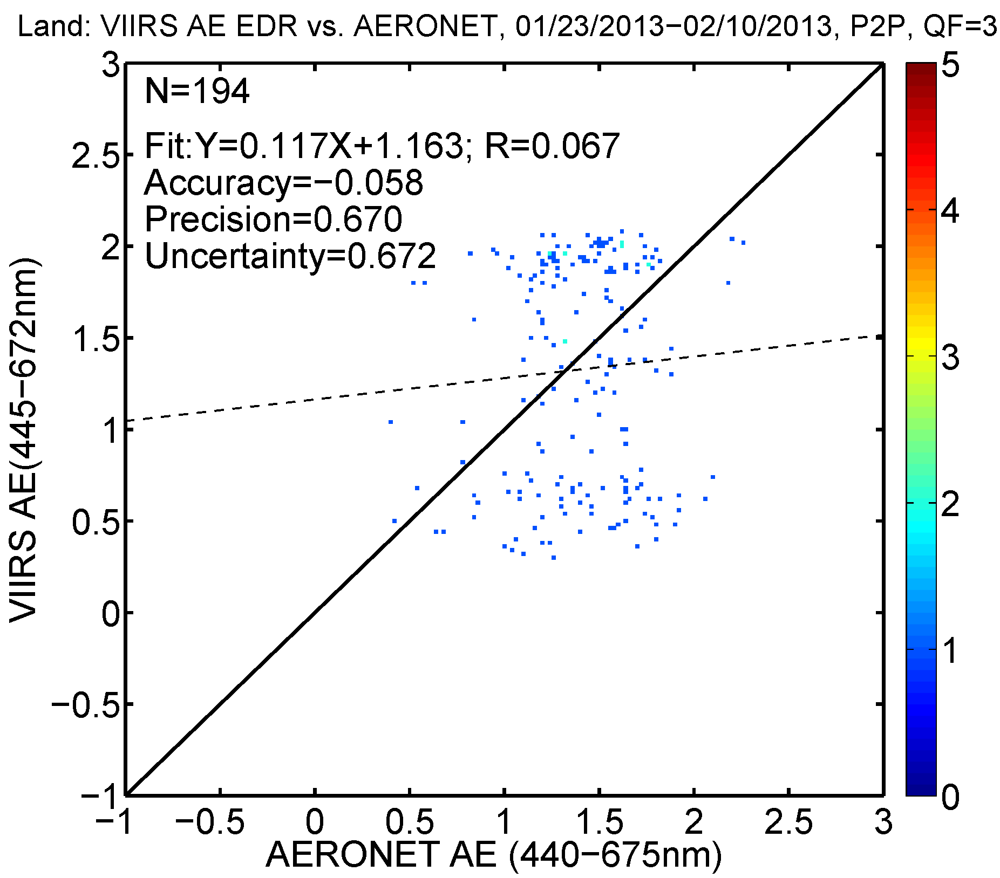 Land: VIIRS AE EDR vs. AERONET, 01/23/2013−02/10/2013, P2P, QF=3
N=194
Fit:Y=0.117X+1.163; R=0.067
Accuracy=−0.058
Precision=0.670
Uncertainty=0.672
VIIRS AE(445−672nm)
3
2.5
2
1.5
1
0.5
0
−0.5
−1
−1 −0.5 0 0.5 1 1.5 2 2.5 3
AERONET AE (440−675nm)
5
4
3
2
1
0